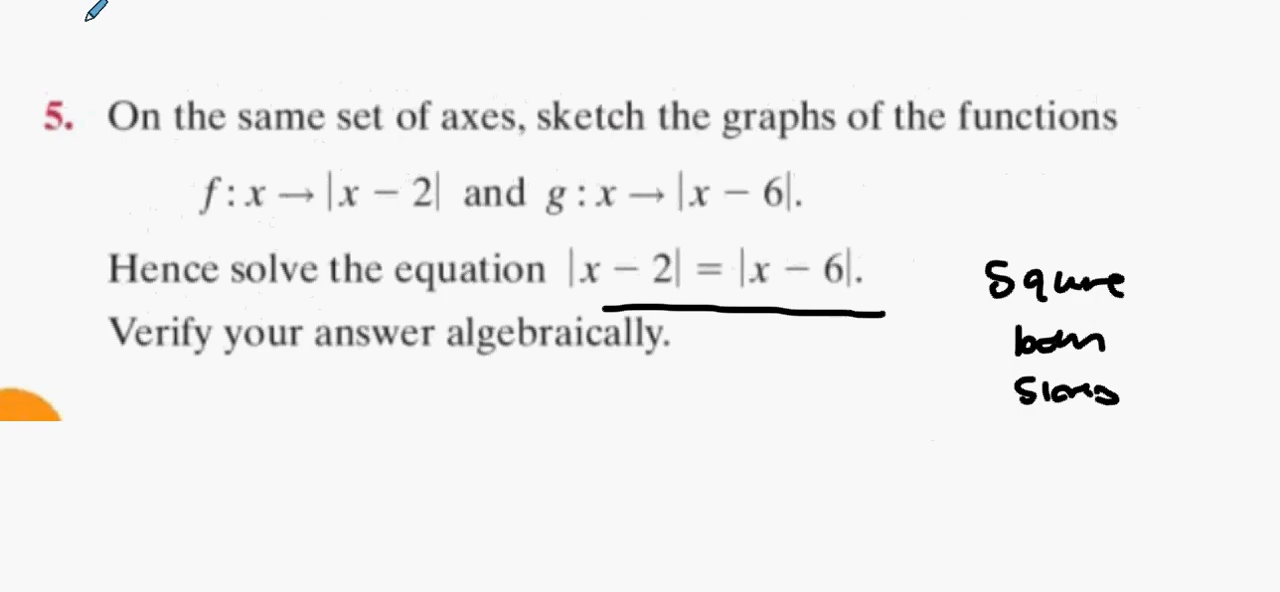 5. On the same set of axes, sketch the graphs of the functions
f : x → |x − 2| and g : x → |x − 6|.
Hence solve the equation |x − 2| = |x − 6|.
Verify your answer algebraically.
Square
both